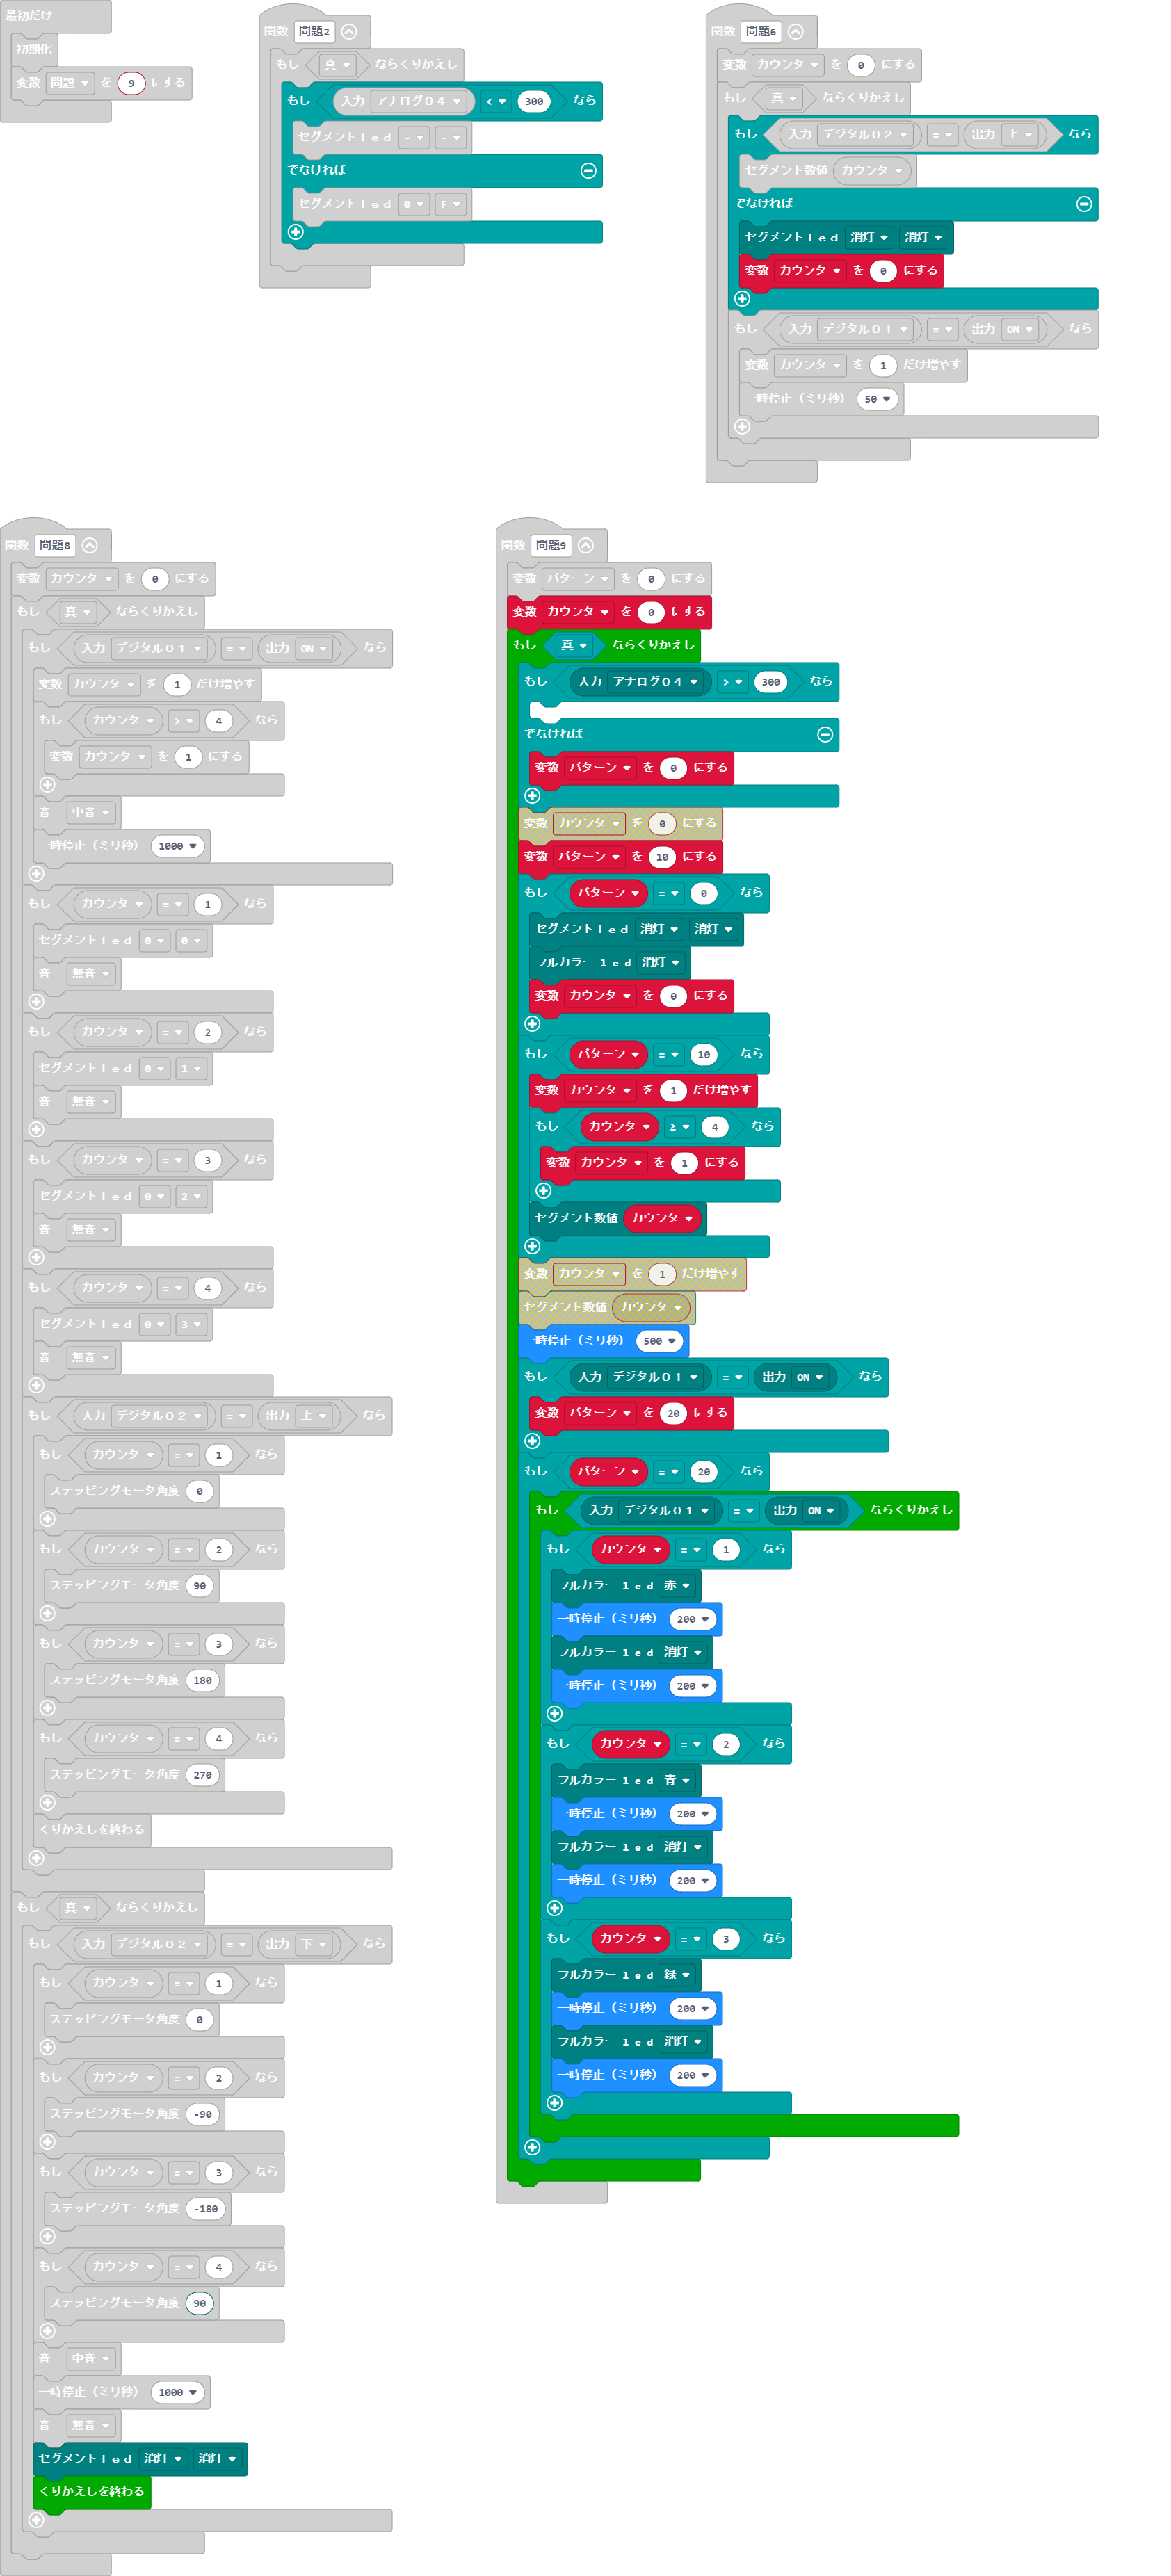 最初だけ
初期化
変数 問題 を 9 にする
関数 問題2
もし 真 ならくりかえし
もし 入力 アナログ04 < 300 なら
セグメントled - -
でなければ
セグメントled 0 F
関数 問題6
変数 カウンタ を 0 にする
もし 真 ならくりかえし
もし 入力 デジタル02 = 出力 上 なら
セグメント数値 カウンタ
でなければ
セグメントled 消灯 消灯
変数 カウンタ を 0 にする
もし 入力 デジタル01 = 出力 ON なら
変数 カウンタ を 1 だけ増やす
一時停止(ミリ秒) 50
関数 問題8
変数 カウンタ を 0 にする
もし 真 ならくりかえし
もし 入力 デジタル01 = 出力 ON なら
変数 カウンタ を 1 だけ増やす
もし カウンタ > 4 なら
変数 カウンタ を 1 にする
音 中音
一時停止(ミリ秒) 1000
もし カウンタ = 1 なら
セグメントled 0 0
音 無音
もし カウンタ = 2 なら
セグメントled 0 1
音 無音
もし カウンタ = 3 なら
セグメントled 0 2
音 無音
もし カウンタ = 4 なら
セグメントled 0 3
音 無音
もし 入力 デジタル02 = 出力 上 なら
もし カウンタ = 1 なら
ステッピングモータ角度 0
もし カウンタ = 2 なら
ステッピングモータ角度 90
もし カウンタ = 3 なら
ステッピングモータ角度 180
もし カウンタ = 4 なら
ステッピングモータ角度 270
くりかえしを終わる
もし 真 ならくりかえし
もし 入力 デジタル02 = 出力 下 なら
もし カウンタ = 1 なら
ステッピングモータ角度 0
もし カウンタ = 2 なら
ステッピングモータ角度 -90
もし カウンタ = 3 なら
ステッピングモータ角度 -180
もし カウンタ = 4 なら
ステッピングモータ角度 90
音 中音
一時停止(ミリ秒) 1000
音 無音
セグメントled 消灯 消灯
くりかえしを終わる
関数 問題9
変数 パターン を 0 にする
変数 カウンタ を 0 にする
もし 真 ならくりかえし
もし 入力 アナログ04 > 300 なら
でなければ
変数 パターン を 0 にする
変数 カウンタ を 0 にする
変数 パターン を 10 にする
もし パターン = 0 なら
セグメントled 消灯 消灯
フルカラーled 消灯
変数 カウンタ を 0 にする
もし パターン = 10 なら
変数 カウンタ を 1 だけ増やす
もし カウンタ ≥ 4 なら
変数 カウンタ を 1 にする
セグメント数値 カウンタ
変数 カウンタ を 1 だけ増やす
セグメント数値 カウンタ
一時停止(ミリ秒) 500
もし 入力 デジタル01 = 出力 ON なら
変数 パターン を 20 にする
もし パターン = 20 なら
もし 入力 デジタル01 = 出力 ON ならくりかえし
もし カウンタ = 1 なら
フルカラーled 赤
一時停止(ミリ秒) 200
フルカラーled 消灯
一時停止(ミリ秒) 200
もし カウンタ = 2 なら
フルカラーled 青
一時停止(ミリ秒) 200
フルカラーled 消灯
一時停止(ミリ秒) 200
もし カウンタ = 3 なら
フルカラーled 緑
一時停止(ミリ秒) 200
フルカラーled 消灯
一時停止(ミリ秒) 200